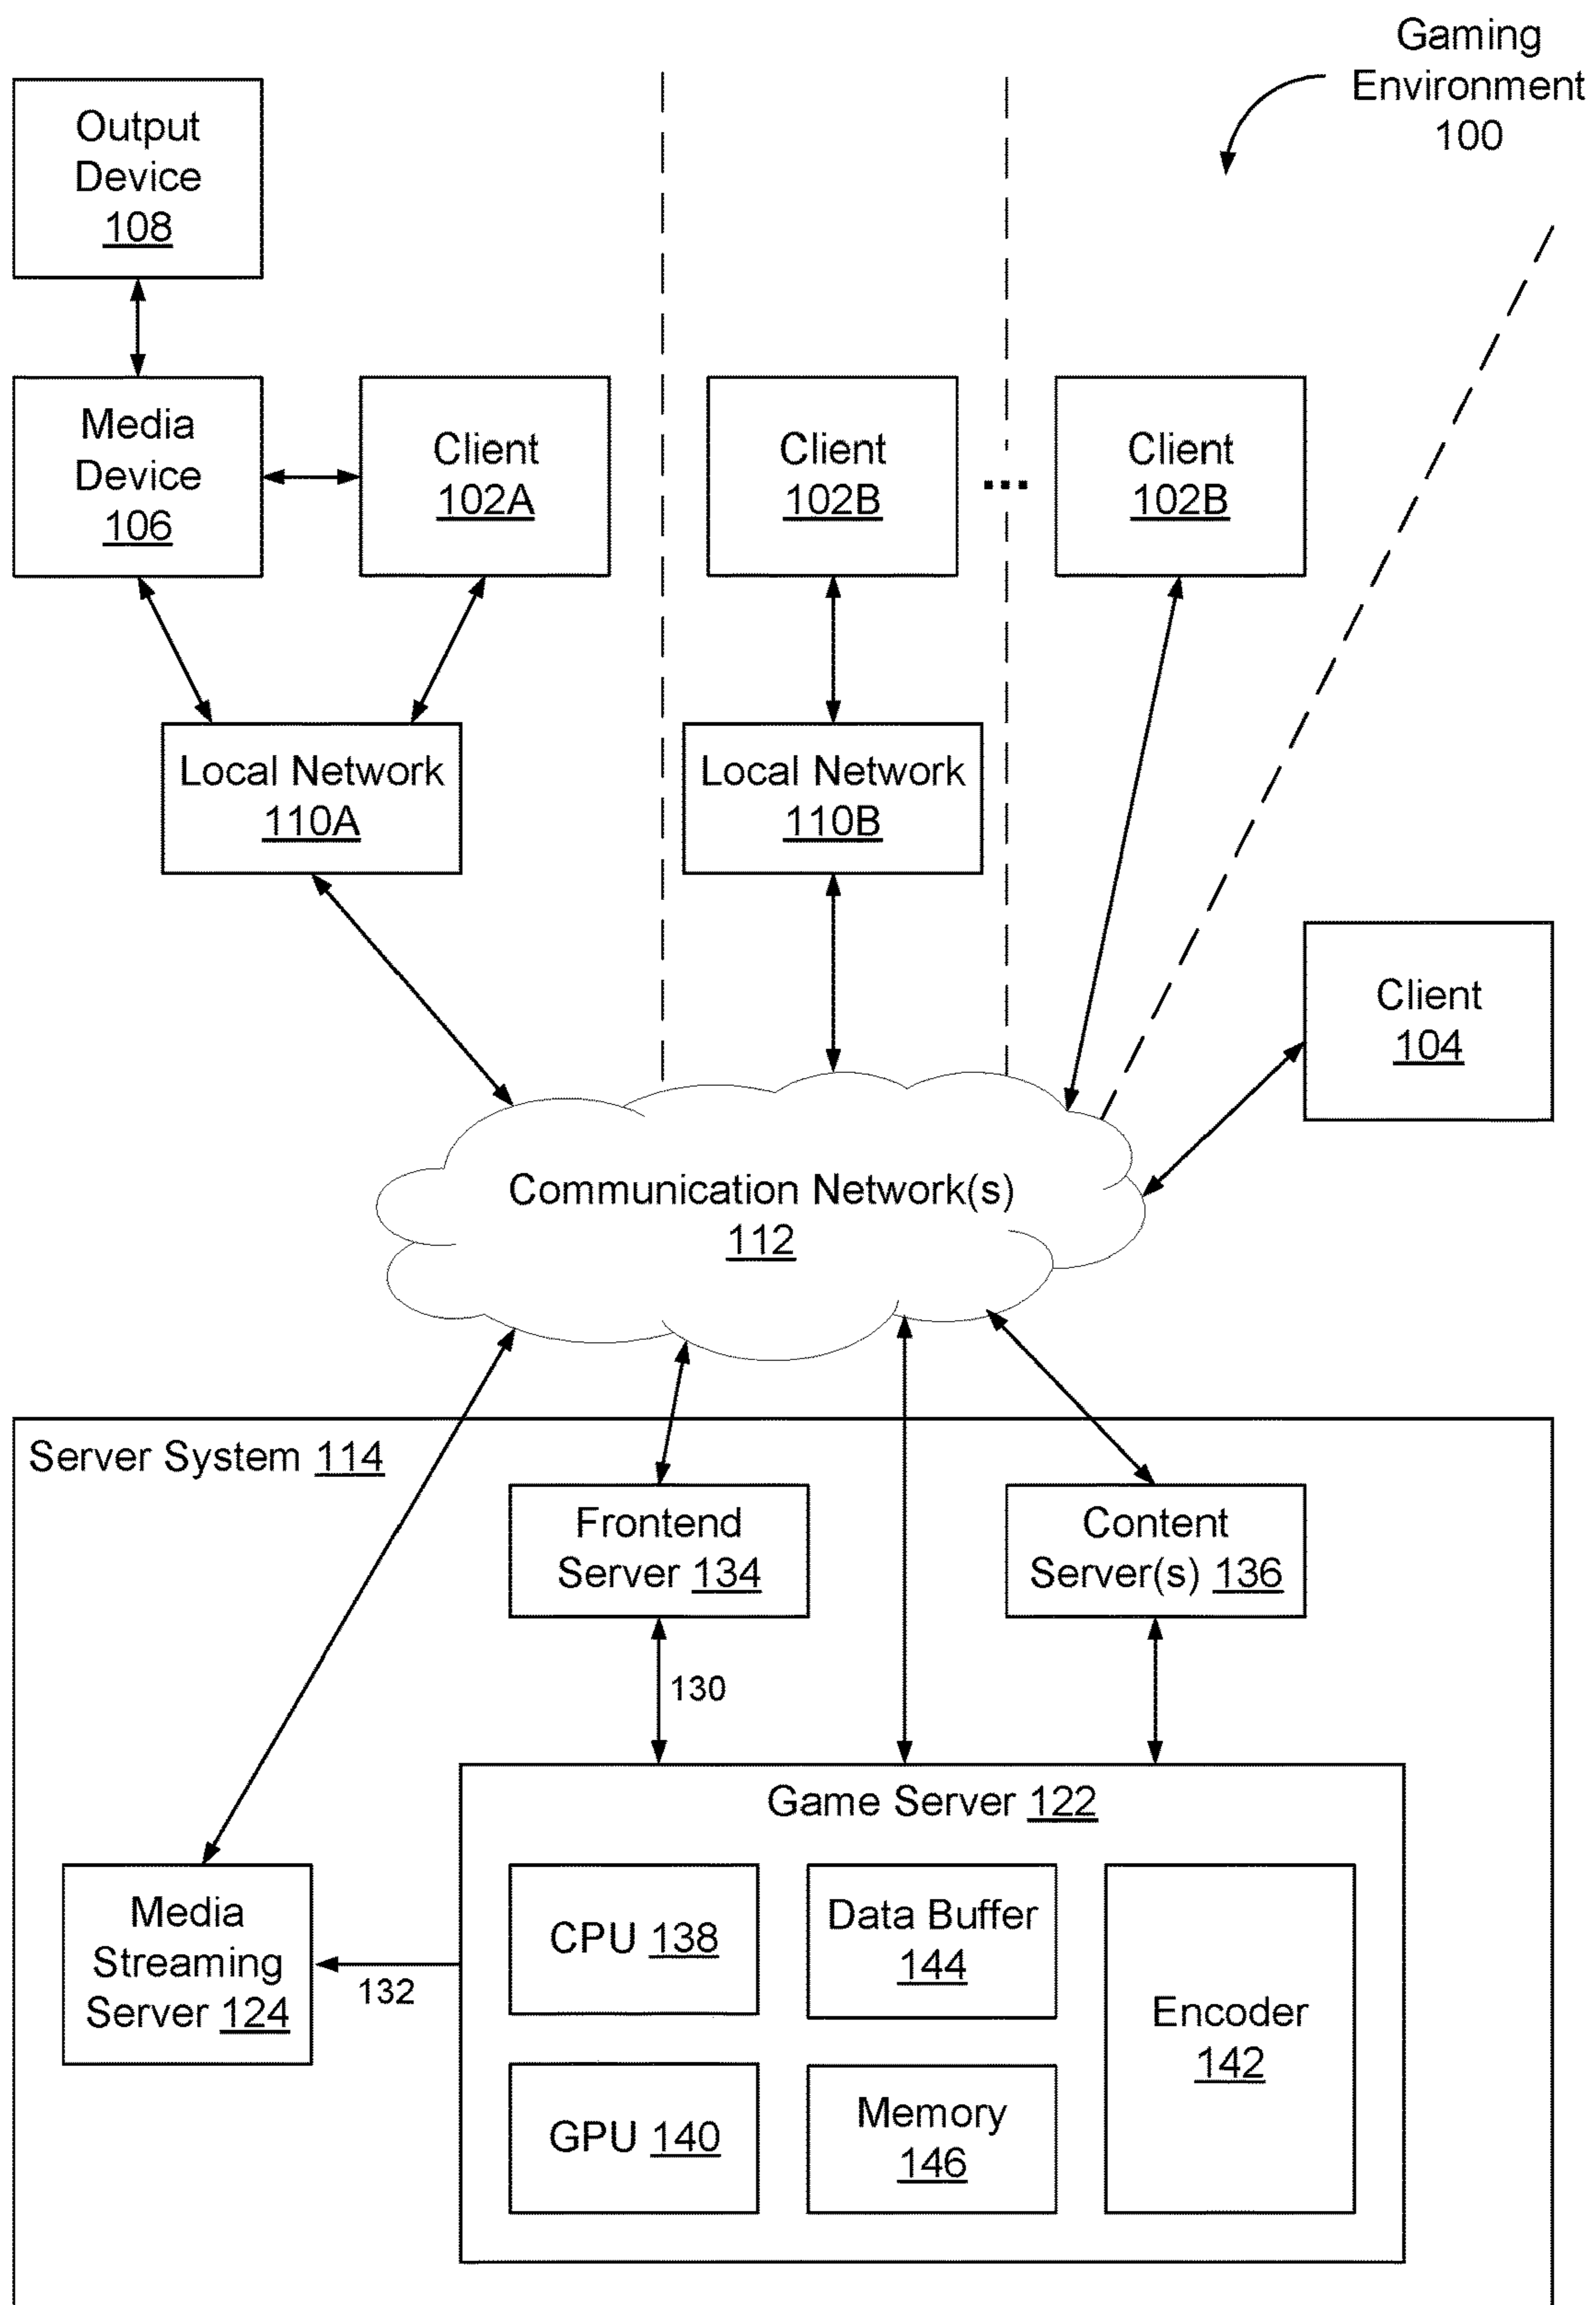 Gaming
Environment
100
Output
Device
108
Media
Device
106
Client
102A
Client
102B
...
Client
102B
Local Network
110A
Local Network
110B
Client
104
Communication Network(s)
112
Server System 114
Frontend
Server 134
Content
Server(s) 136
130
Game Server 122
Media
Streaming
Server 124
132
CPU 138
Data Buffer
144
Encoder
142
GPU 140
Memory
146